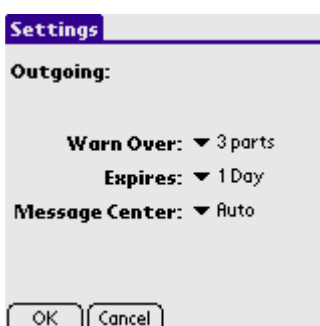 Settings
Outgoing:
Warn Over: 3 parts
Expires: 1 Day
Message Center: Auto
OK Cancel